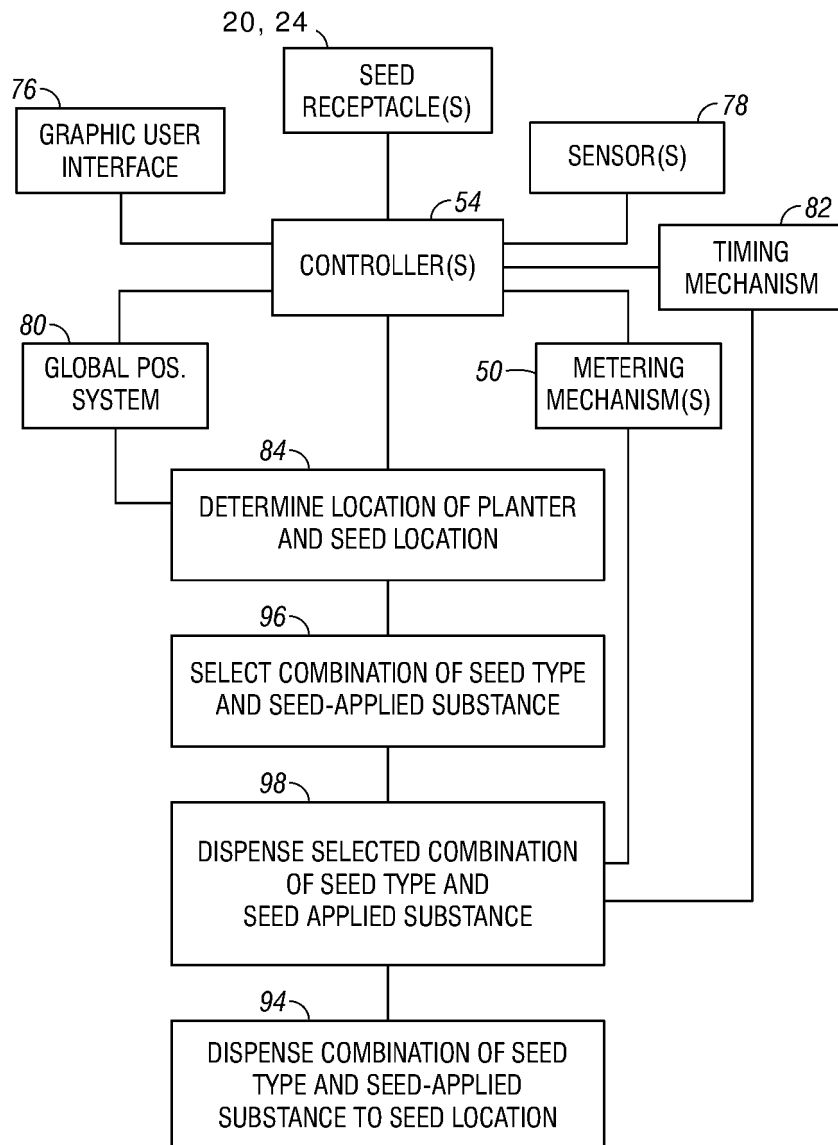 20, 24
SEED
RECEPTACLE(S)
76
GRAPHIC USER
INTERFACE
78
SENSOR(S)
54
CONTROLLER(S)
82
TIMING
MECHANISM
80
GLOBAL POS.
SYSTEM
50
METERING
MECHANISM(S)
84
DETERMINE LOCATION OF PLANTER
AND SEED LOCATION
96
SELECT COMBINATION OF SEED TYPE
AND SEED-APPLIED SUBSTANCE
98
DISPENSE SELECTED COMBINATION
OF SEED TYPE AND
SEED APPLIED SUBSTANCE
94
DISPENSE COMBINATION OF SEED
TYPE AND SEED-APPLIED
SUBSTANCE TO SEED LOCATION